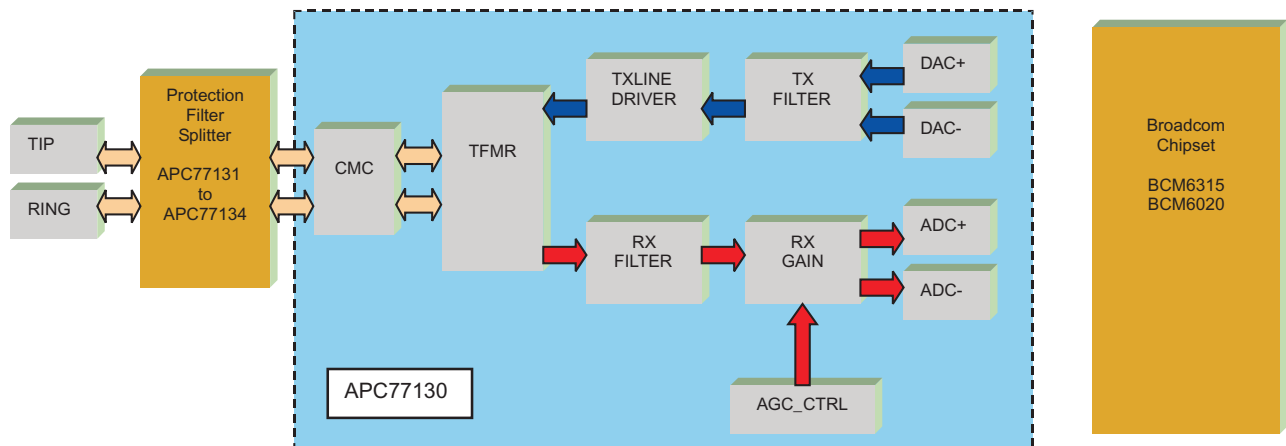 TIP
RING
Protection
Filter
Splitter
APC77131
to
APC77134
CMC
TFMR
TXLINE
DRIVER
TX
FILTER
DAC+
DAC-
RX
FILTER
RX
GAIN
ADC+
ADC-
AGC_CTRL
APC77130
Broadcom
Chipset
BCM6315
BCM6020